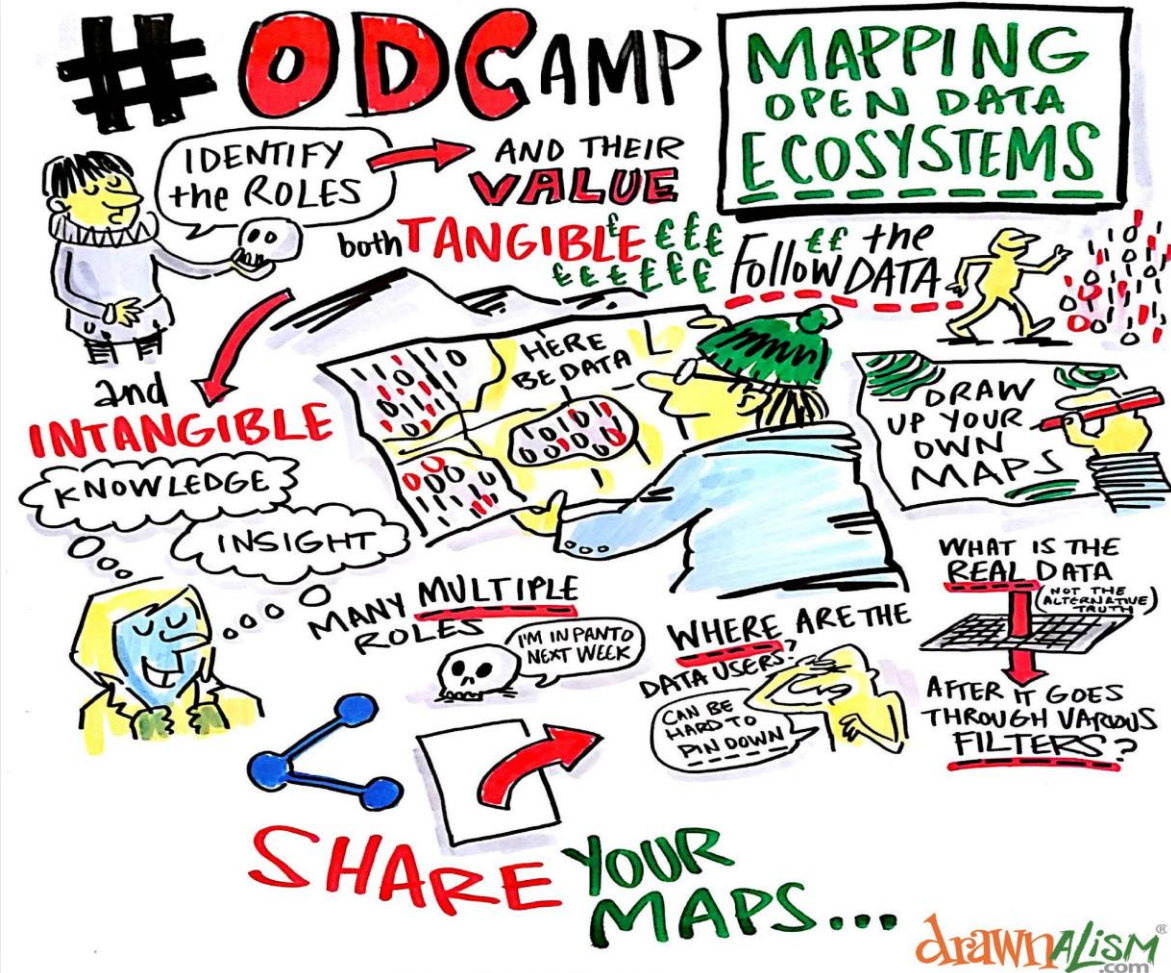 #ODCAMP
MAPPING
OPEN DATA
ECOSYSTEMS
IDENTIFY
the ROLES
AND THEIR
VALUE
both TANGIBLE £ £££
£££ £££
and
INTANGIBLE
KNOWLEDGE
INSIGHT
Follow ££ the
DATA
HERE
BE DATA
DRAW
UP YOUR
OWN
MAPS
MANY MULTIPLE
ROLES
I'M IN PANTO
NEXT WEEK
WHERE ARE THE
DATA USERS?
CAN BE
HARD TO
PIN DOWN
WHAT IS THE
REAL DATA
(NOT THE
ALTERNATIVE
TRUTH)
AFTER IT GOES
THROUGH VARIOUS
FILTERS?
SHARE YOUR
MAPS...
drawnalism®
.com